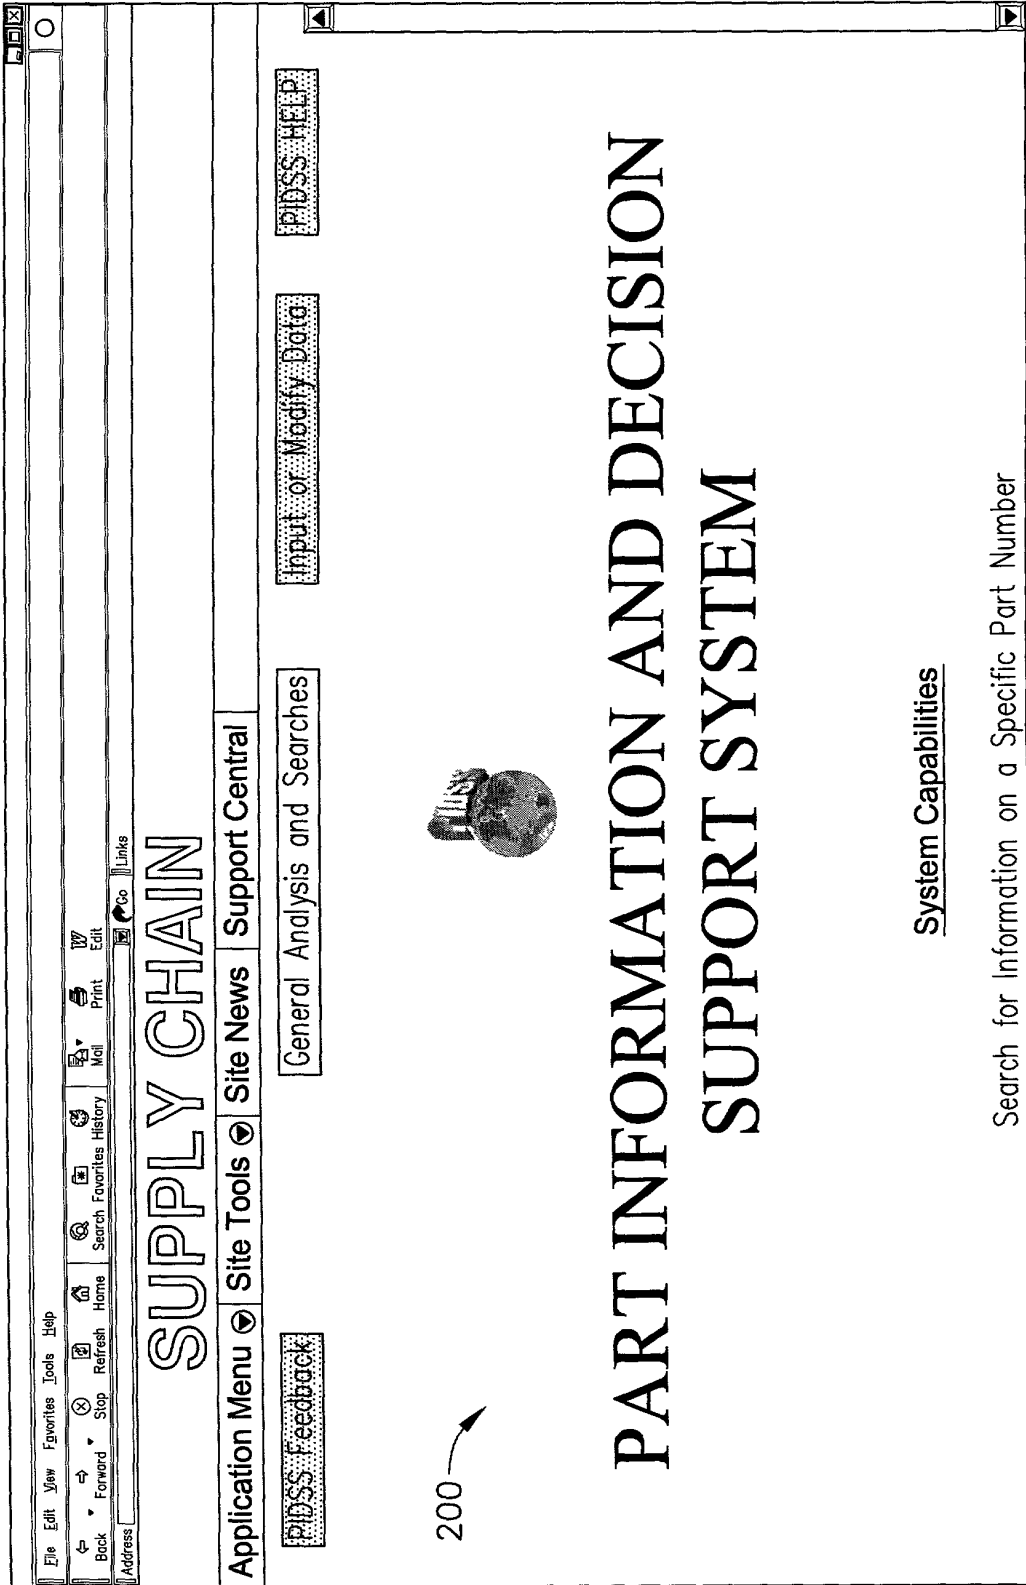 File Edit View Favorites Tools Help
Back Forward Stop Refresh Home Search Favorites History Mail Print Edit
Address Go Links
SUPPLY CHAIN
Application Menu Site Tools Site News Support Central
PIDSS Feedback General Analysis and Searches Input or Modify Data PIDSS HELP
200
PART INFORMATION AND DECISION
SUPPORT SYSTEM
System Capabilities
Search for Information on a Specific Part Number